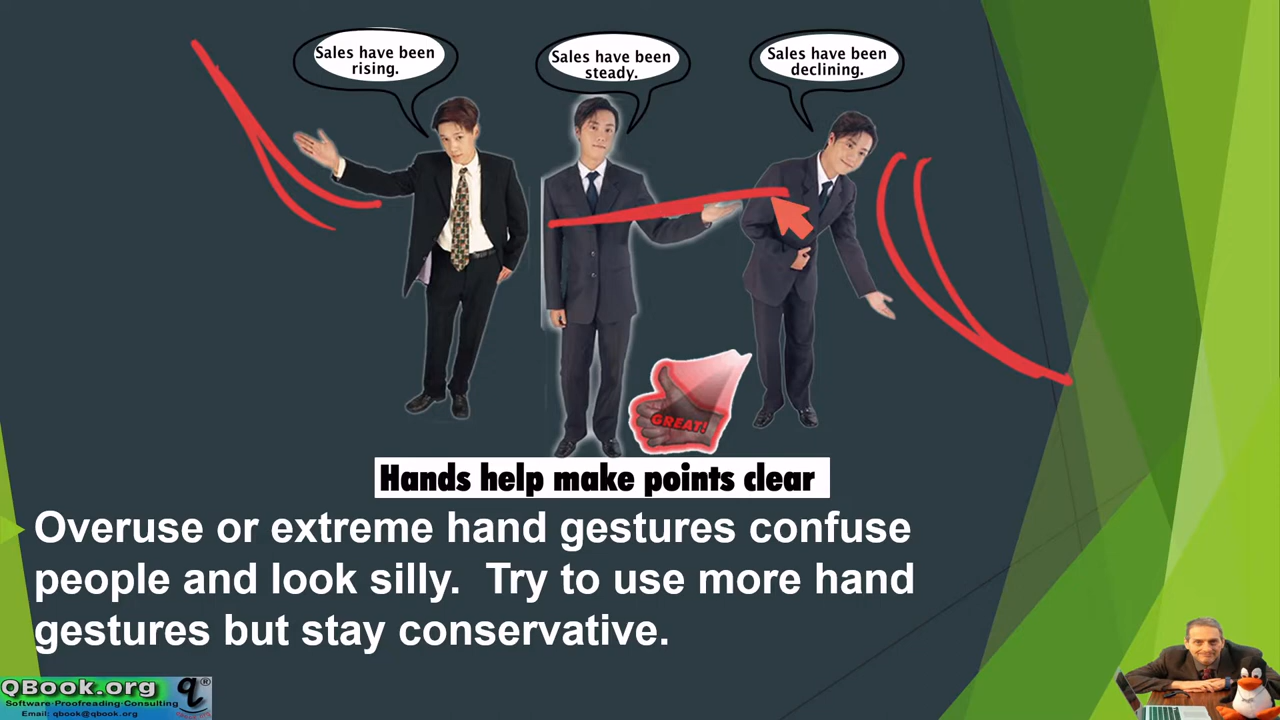 Sales have been
rising.
Sales have been
steady.
Sales have been
declining.
GREAT!
Hands help make points clear
Overuse or extreme hand gestures confuse
people and look silly. Try to use more hand
gestures but stay conservative.
QBook.org q®
Software·Proofreading·Consulting
Email: qbook@qbook.org